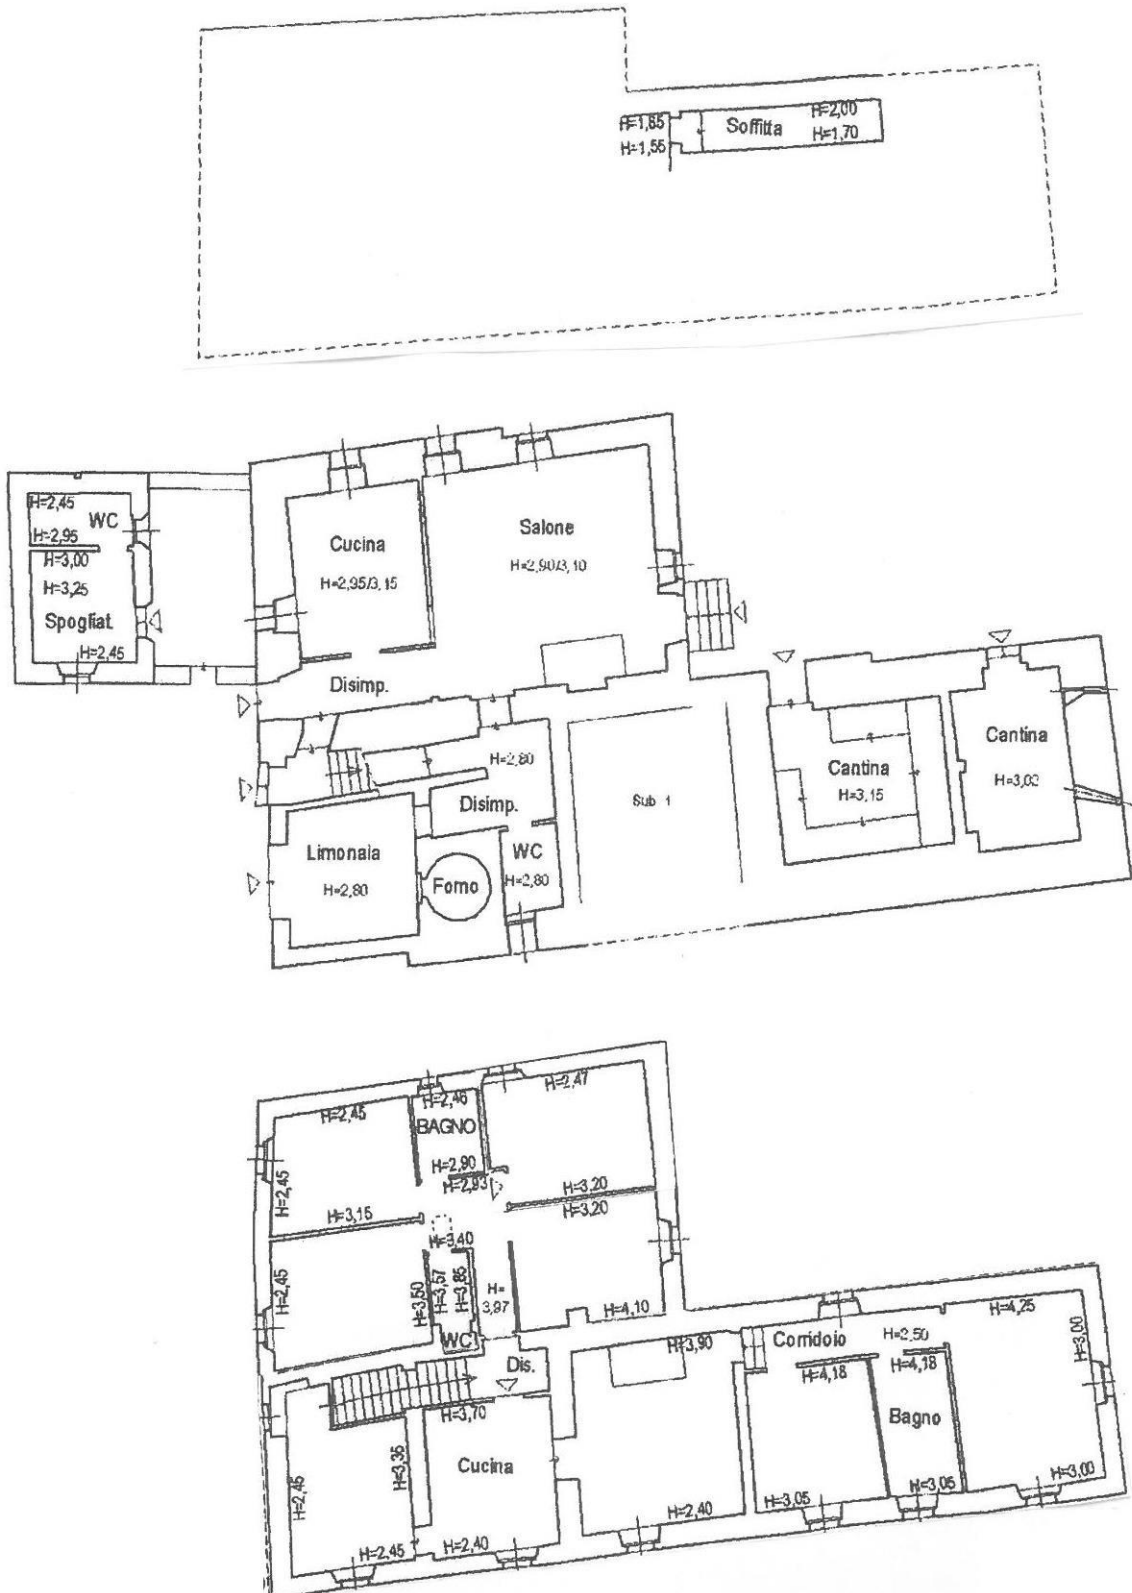 H=1,85
H=1,55
Soffitta
H=2,00
H=1,70
H=2,45
WC
H=2,95
H=3,00
H=3,25
Spogliat.
H=2,45
Cucina
H=2,95/3,15
Salone
H=2,90/3,10
Disimp.
H=2,80
Disimp.
Limonaia
H=2,80
Forno
WC
H=2,80
Sub. 1
Cantina
H=3,15
Cantina
H=3,03
H=2,45
H=2,46
BAGNO
H=2,47
H=2,45
H=2,90
H=2,93
H=3,15
H=3,20
H=3,20
H=3,40
H=2,45
H=3,50
H=3,57
H=3,85
H=
3,97
H=4,10
WC
Dis.
H=3,90
Corridoio
H=2,50
H=4,25
H=3,00
H=4,18
H=4,18
H=3,70
Bagno
Cucina
H=3,35
H=2,45
H=2,45
H=2,40
H=2,40
H=3,05
H=3,05
H=3,00